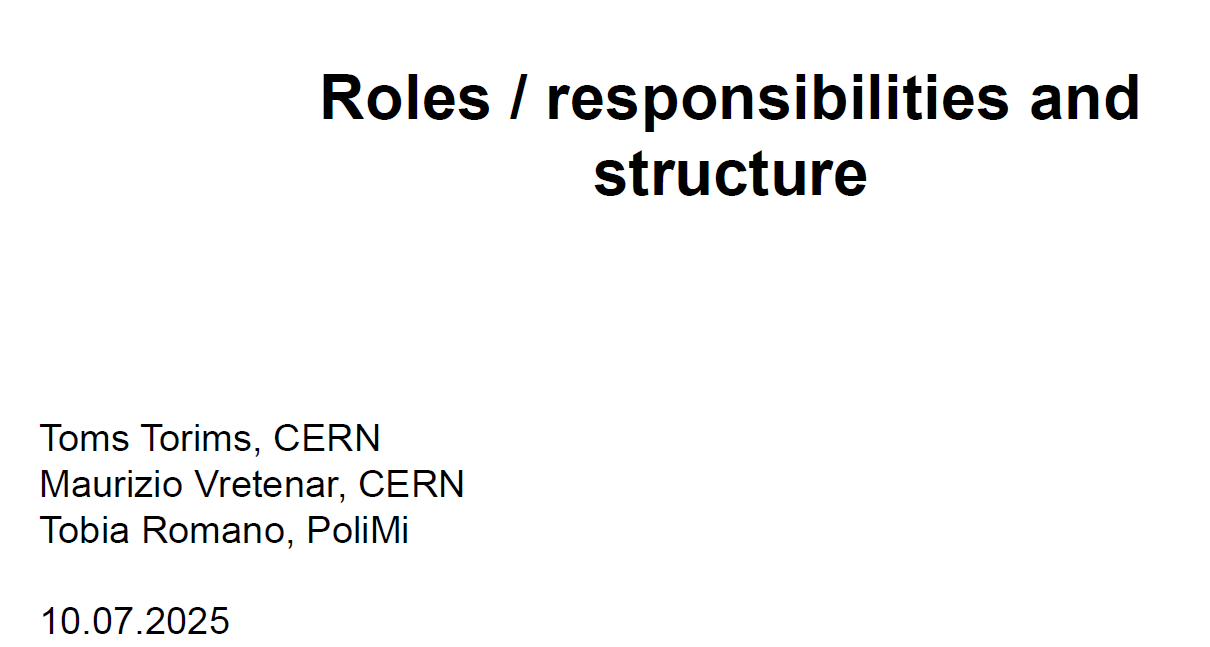 Roles / responsibilities and
structure
Toms Torims, CERN
Maurizio Vretenar, CERN
Tobia Romano, PoliMi
10.07.2025